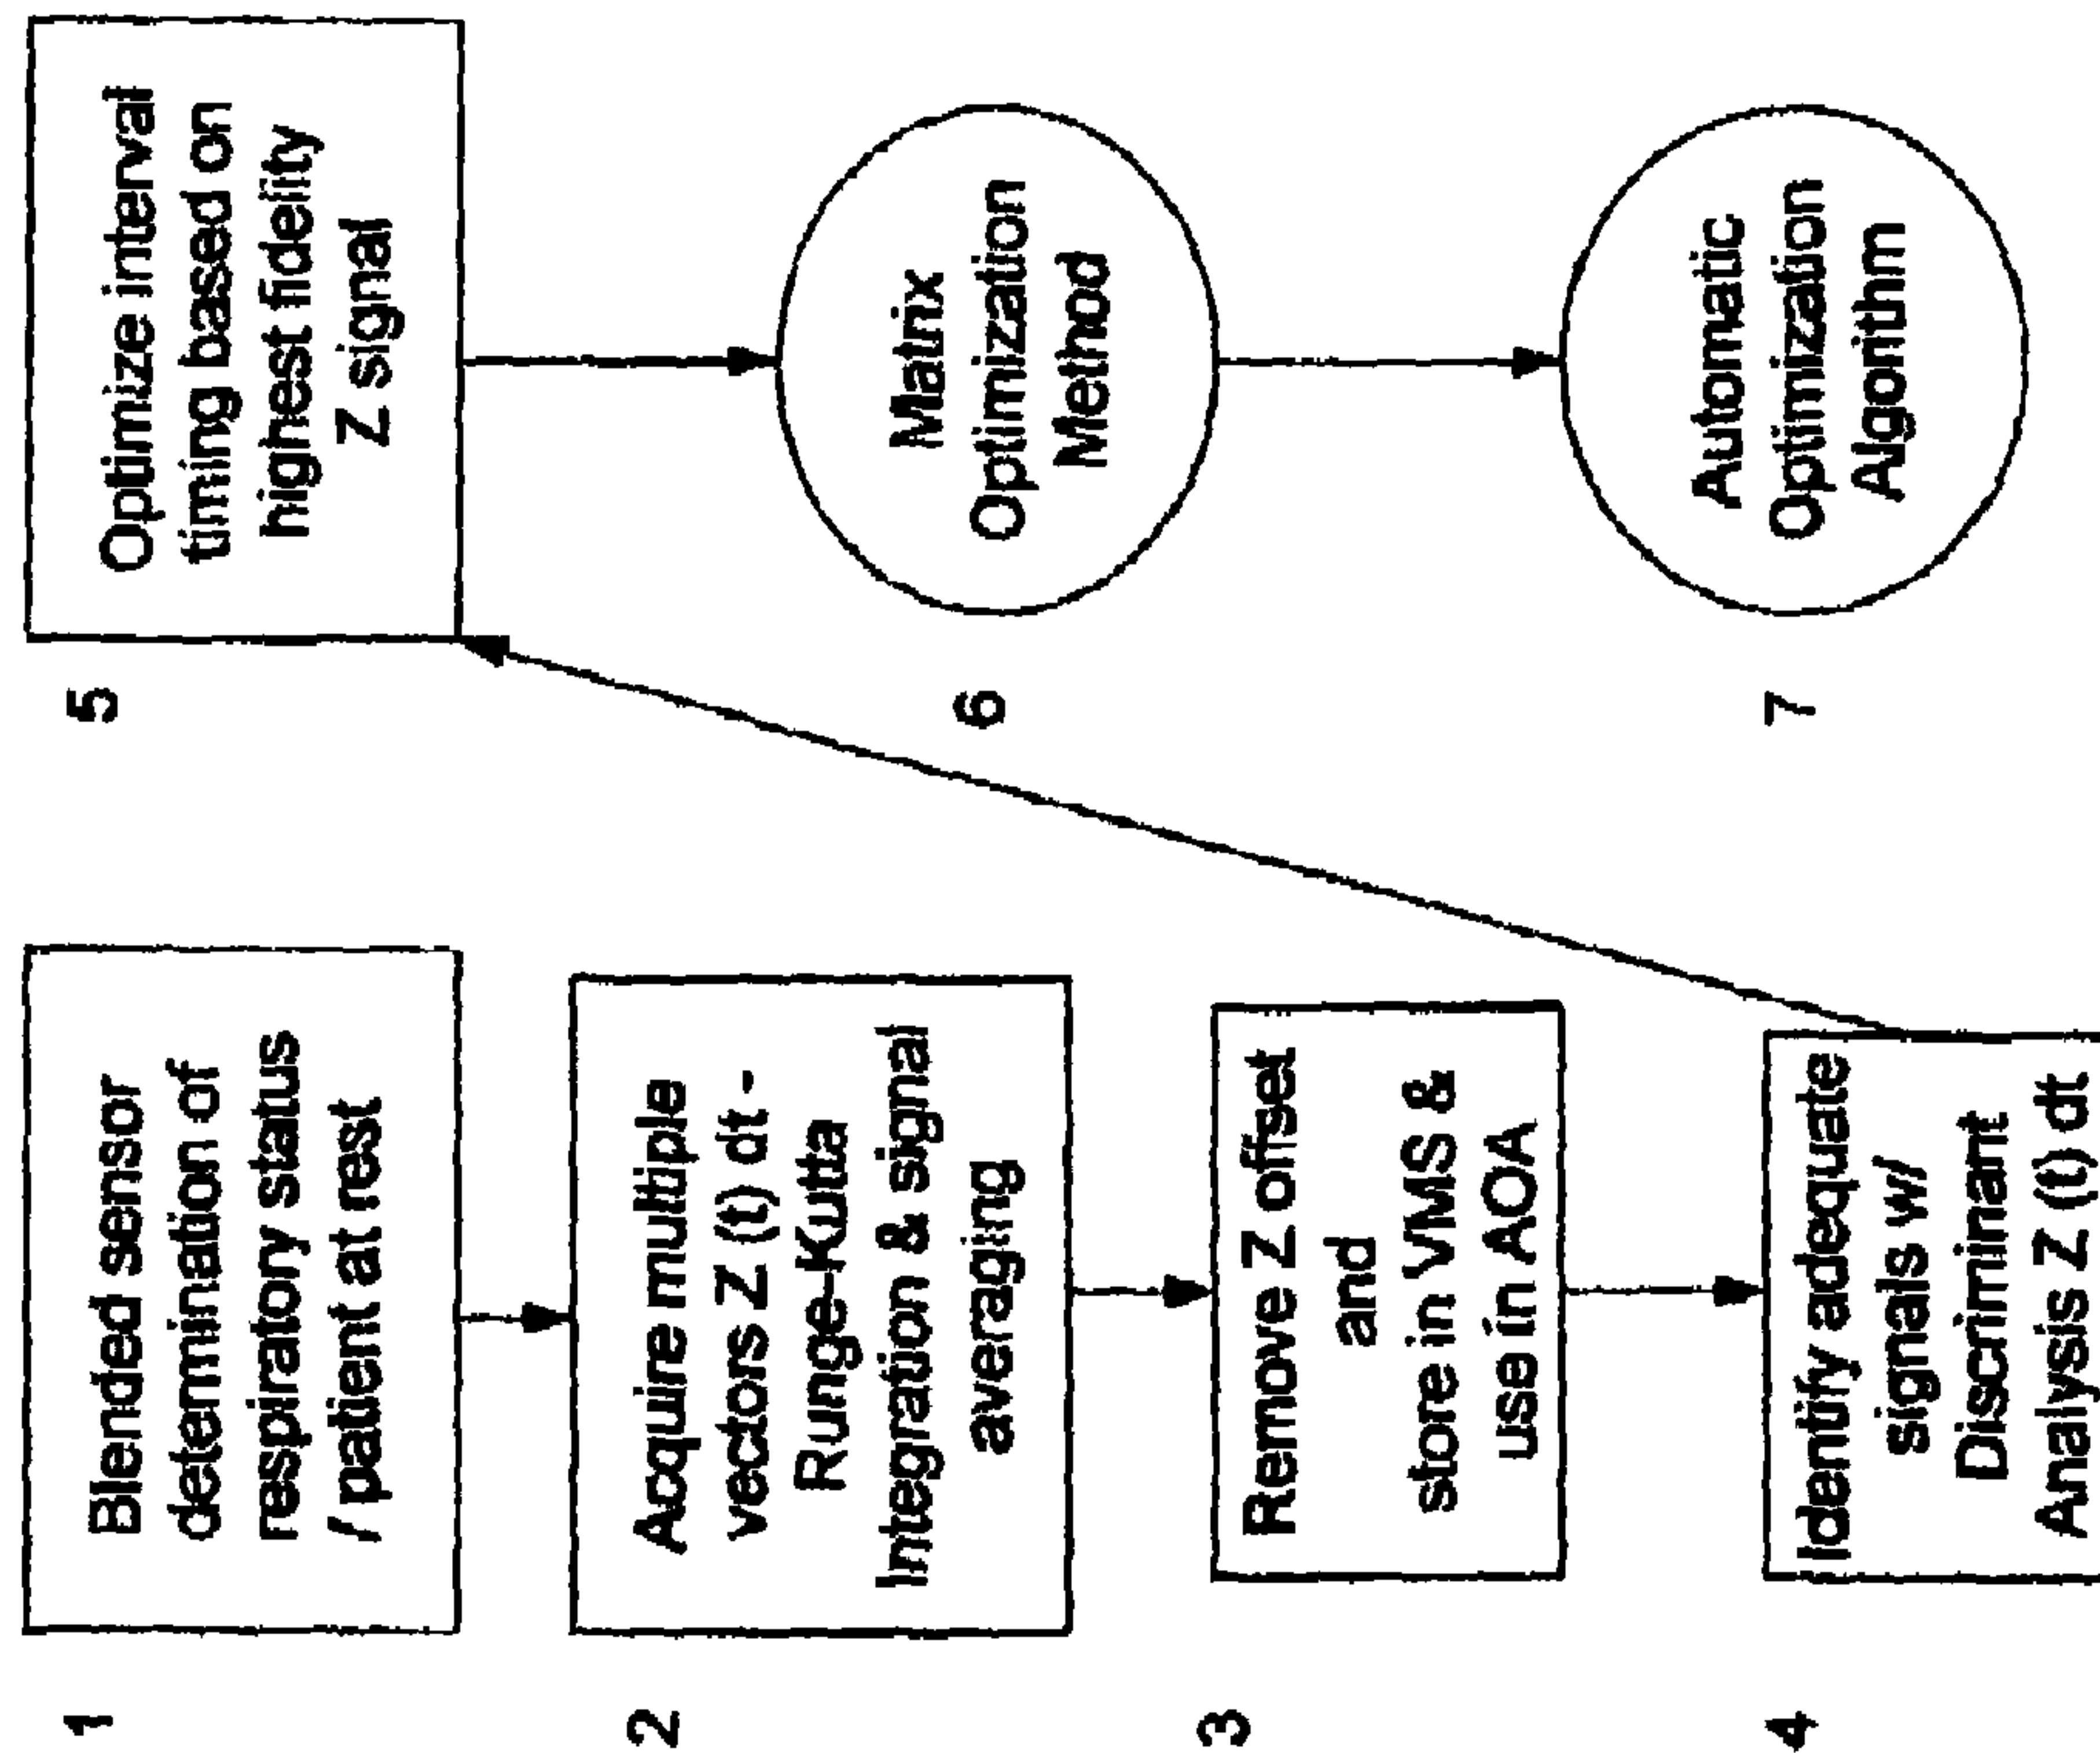 1
Blended sensor
determination of
respiratory status
/ patient at rest
2
Acquire multiple
vectors Z (t) dt -
Runge-Kutta
Integration & signal
averaging
3
Remove Z offset
and
store in VMS &
use in AOA
4
Identify adequate
signals w/
Discriminant
Analysis Z (t) dt
5
Optimize interval
timing based on
highest fidelity
Z signal
6
Matrix
Optimization
Method
7
Automatic
Optimization
Algorithm